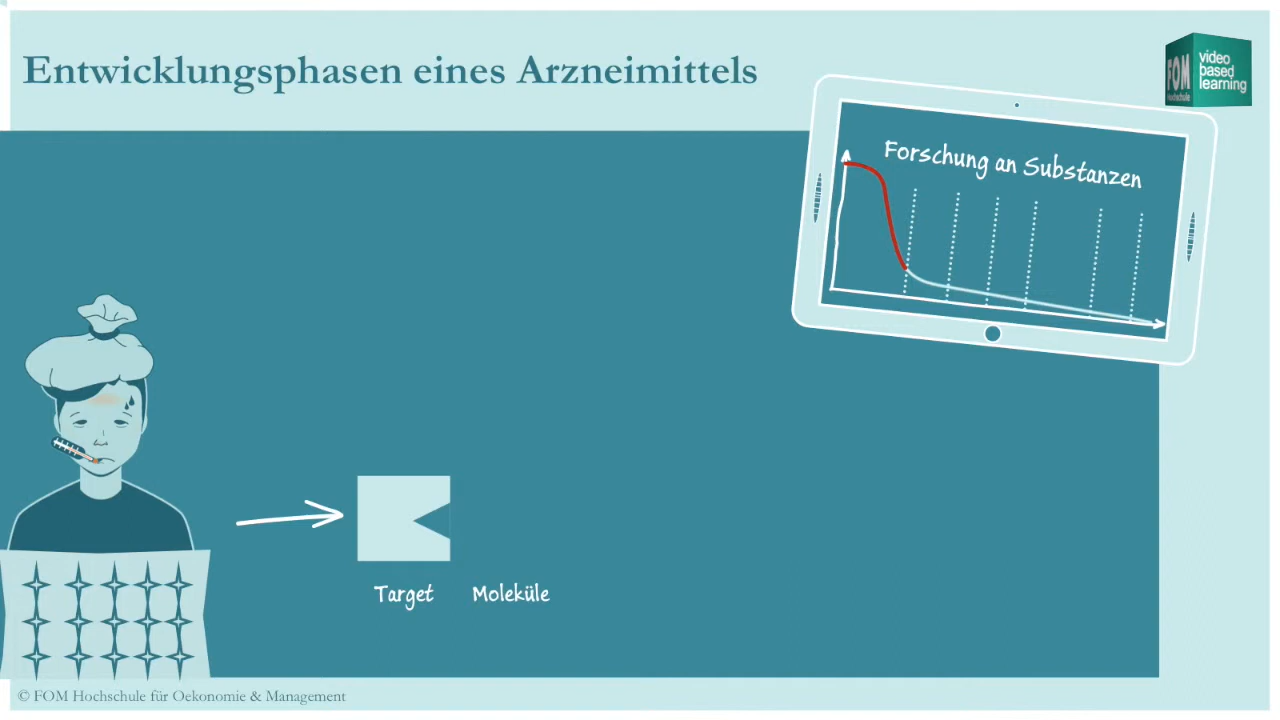 Entwicklungsphasen eines Arzneimittels
FOM
Hochschule
video
based
learning
Forschung an Substanzen
Target
Moleküle
© FOM Hochschule für Oekonomie & Management